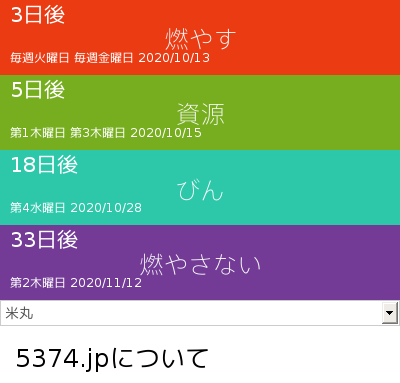 3日後
燃やす
毎週火曜日 毎週金曜日 2020/10/13
5日後
資源
第1木曜日 第3木曜日 2020/10/15
18日後
びん
第4水曜日 2020/10/28
33日後
燃やさない
第2木曜日 2020/11/12
米丸
5374.jpについて